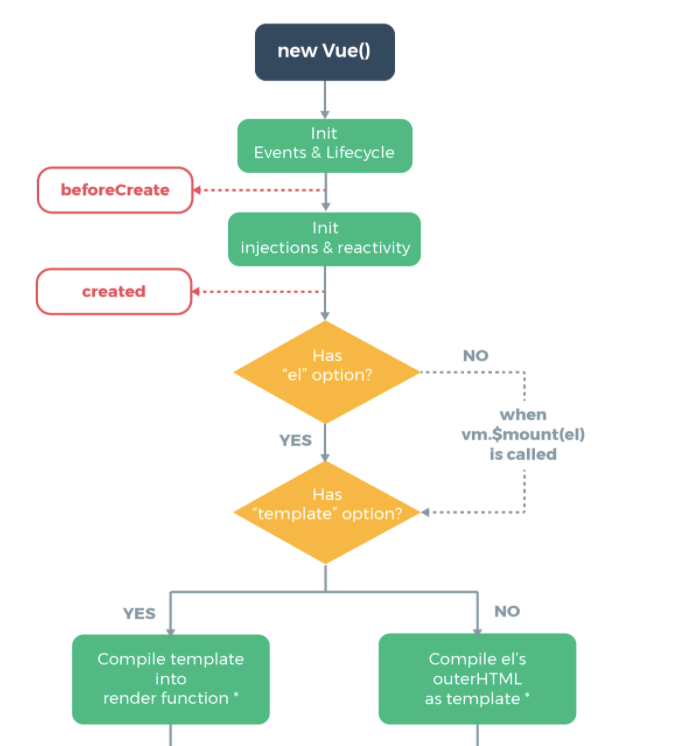 new Vue()
Init
Events & Lifecycle
beforeCreate
Init
injections & reactivity
created
Has
“el” option?
NO
when
vm.$mount(el)
is called
YES
Has
“template” option?
YES
NO
Compile template
into
render function *
Compile el’s
outerHTML
as template *